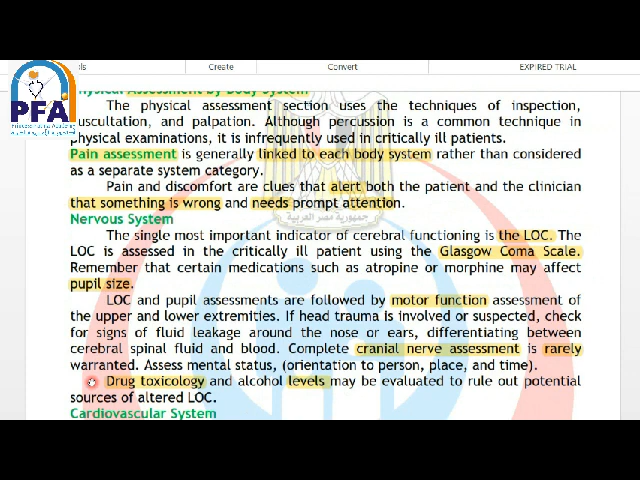 ols Create Convert EXPIRED TRIAL
Physical Assessment by Body System
The physical assessment section uses the techniques of inspection,
auscultation, and palpation. Although percussion is a common technique in
physical examinations, it is infrequently used in critically ill patients.
Pain assessment is generally linked to each body system rather than considered
as a separate system category.
Pain and discomfort are clues that alert both the patient and the clinician
that something is wrong and needs prompt attention.
جمهورية مصر العربية
Nervous System
The single most important indicator of cerebral functioning is the LOC. The
LOC is assessed in the critically ill patient using the Glasgow Coma Scale.
Remember that certain medications such as atropine or morphine may affect
pupil size.
LOC and pupil assessments are followed by motor function assessment of
the upper and lower extremities. If head trauma is involved or suspected, check
for signs of fluid leakage around the nose or ears, differentiating between
cerebral spinal fluid and blood. Complete cranial nerve assessment is rarely
warranted. Assess mental status, (orientation to person, place, and time).
Drug toxicology and alcohol levels may be evaluated to rule out potential
sources of altered LOC.
Cardiovascular System
PFA